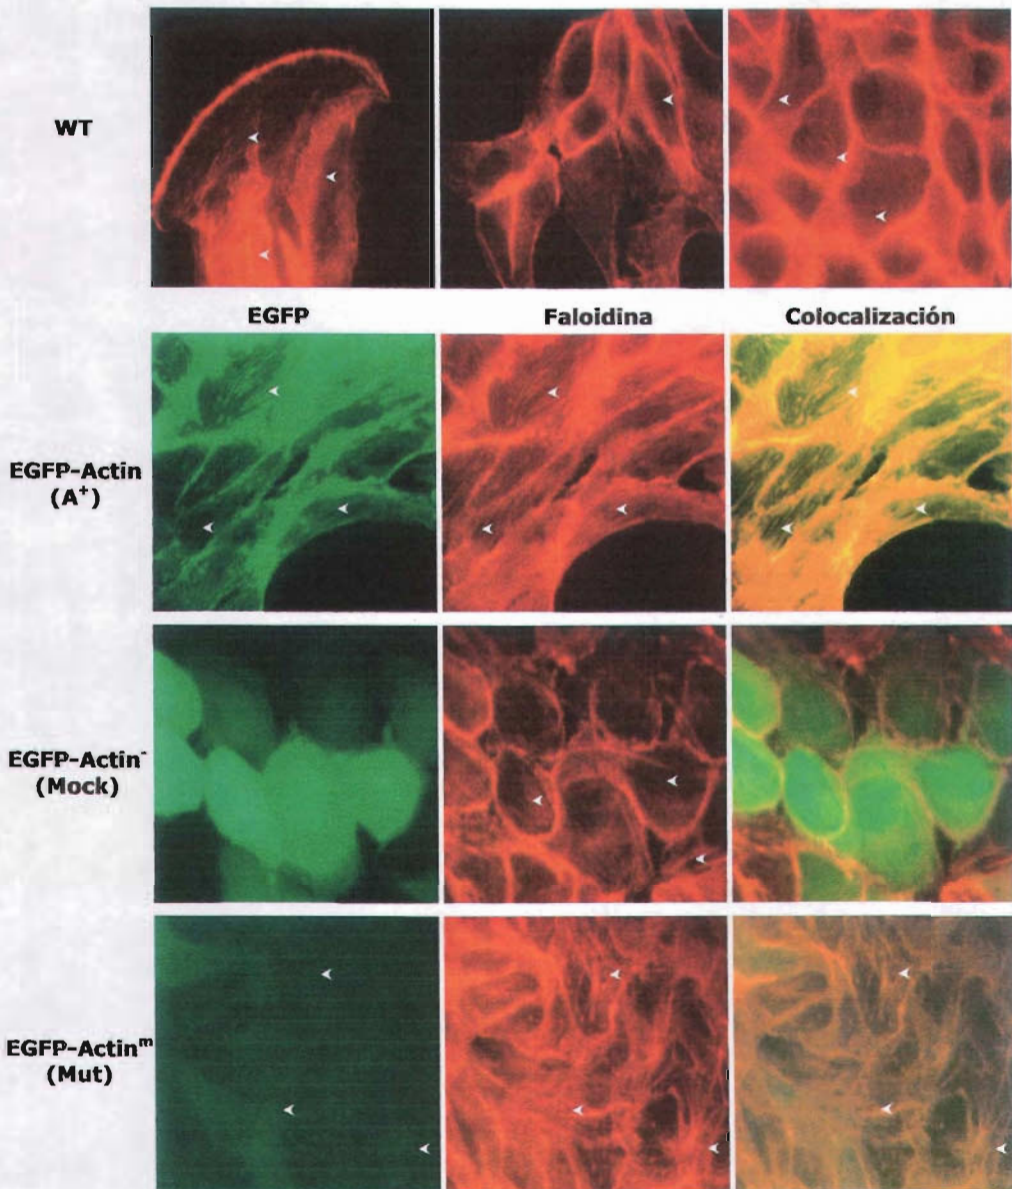 WT
EGFP
Faloidina
Colocalización
EGFP-Actin
(A⁺)
EGFP-Actin⁻
(Mock)
EGFP-Actinᵐ
(Mut)